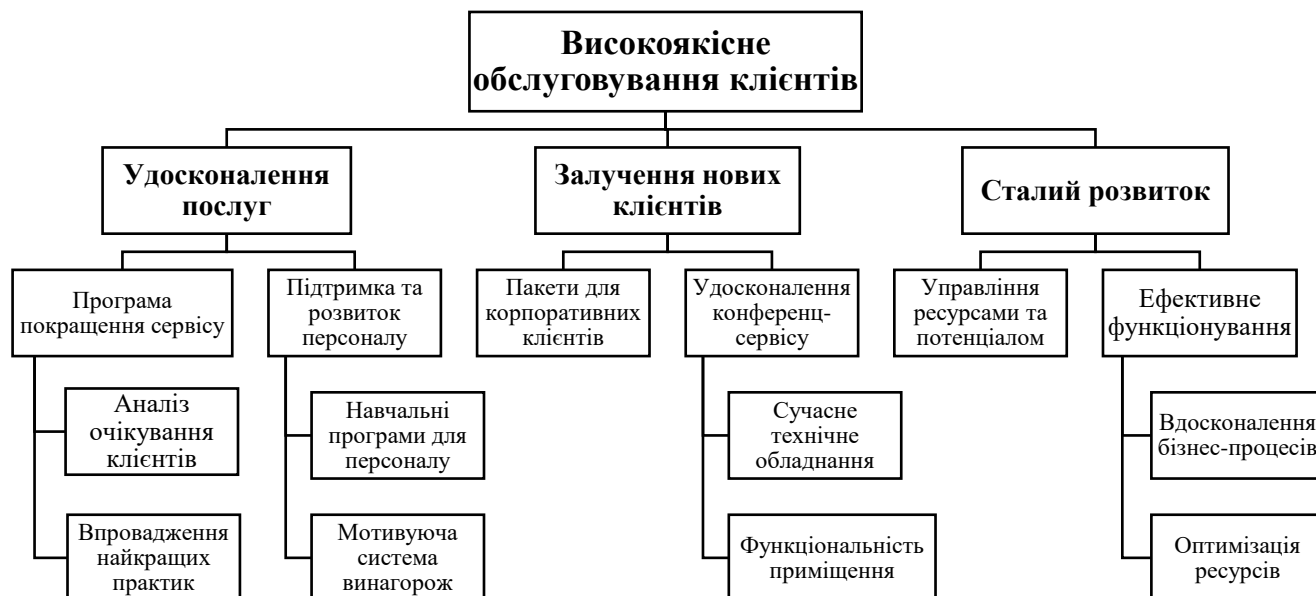 Високоякісне
обслуговування клієнтів
Удосконалення
послуг
Залучення нових
клієнтів
Сталий розвиток
Програма
покращення сервісу
Підтримка та
розвиток
персоналу
Пакети для
корпоративних
клієнтів
Удосконалення
конференц-
сервісу
Управління
ресурсами та
потенціалом
Ефективне
функціонування
Аналіз
очікування
клієнтів
Навчальні
програми для
персоналу
Сучасне
технічне
обладнання
Вдосконалення
бізнес-процесів
Впровадження
найкращих
практик
Мотивуюча
система
винагорож
Функціональність
приміщення
Оптимізація
ресурсів